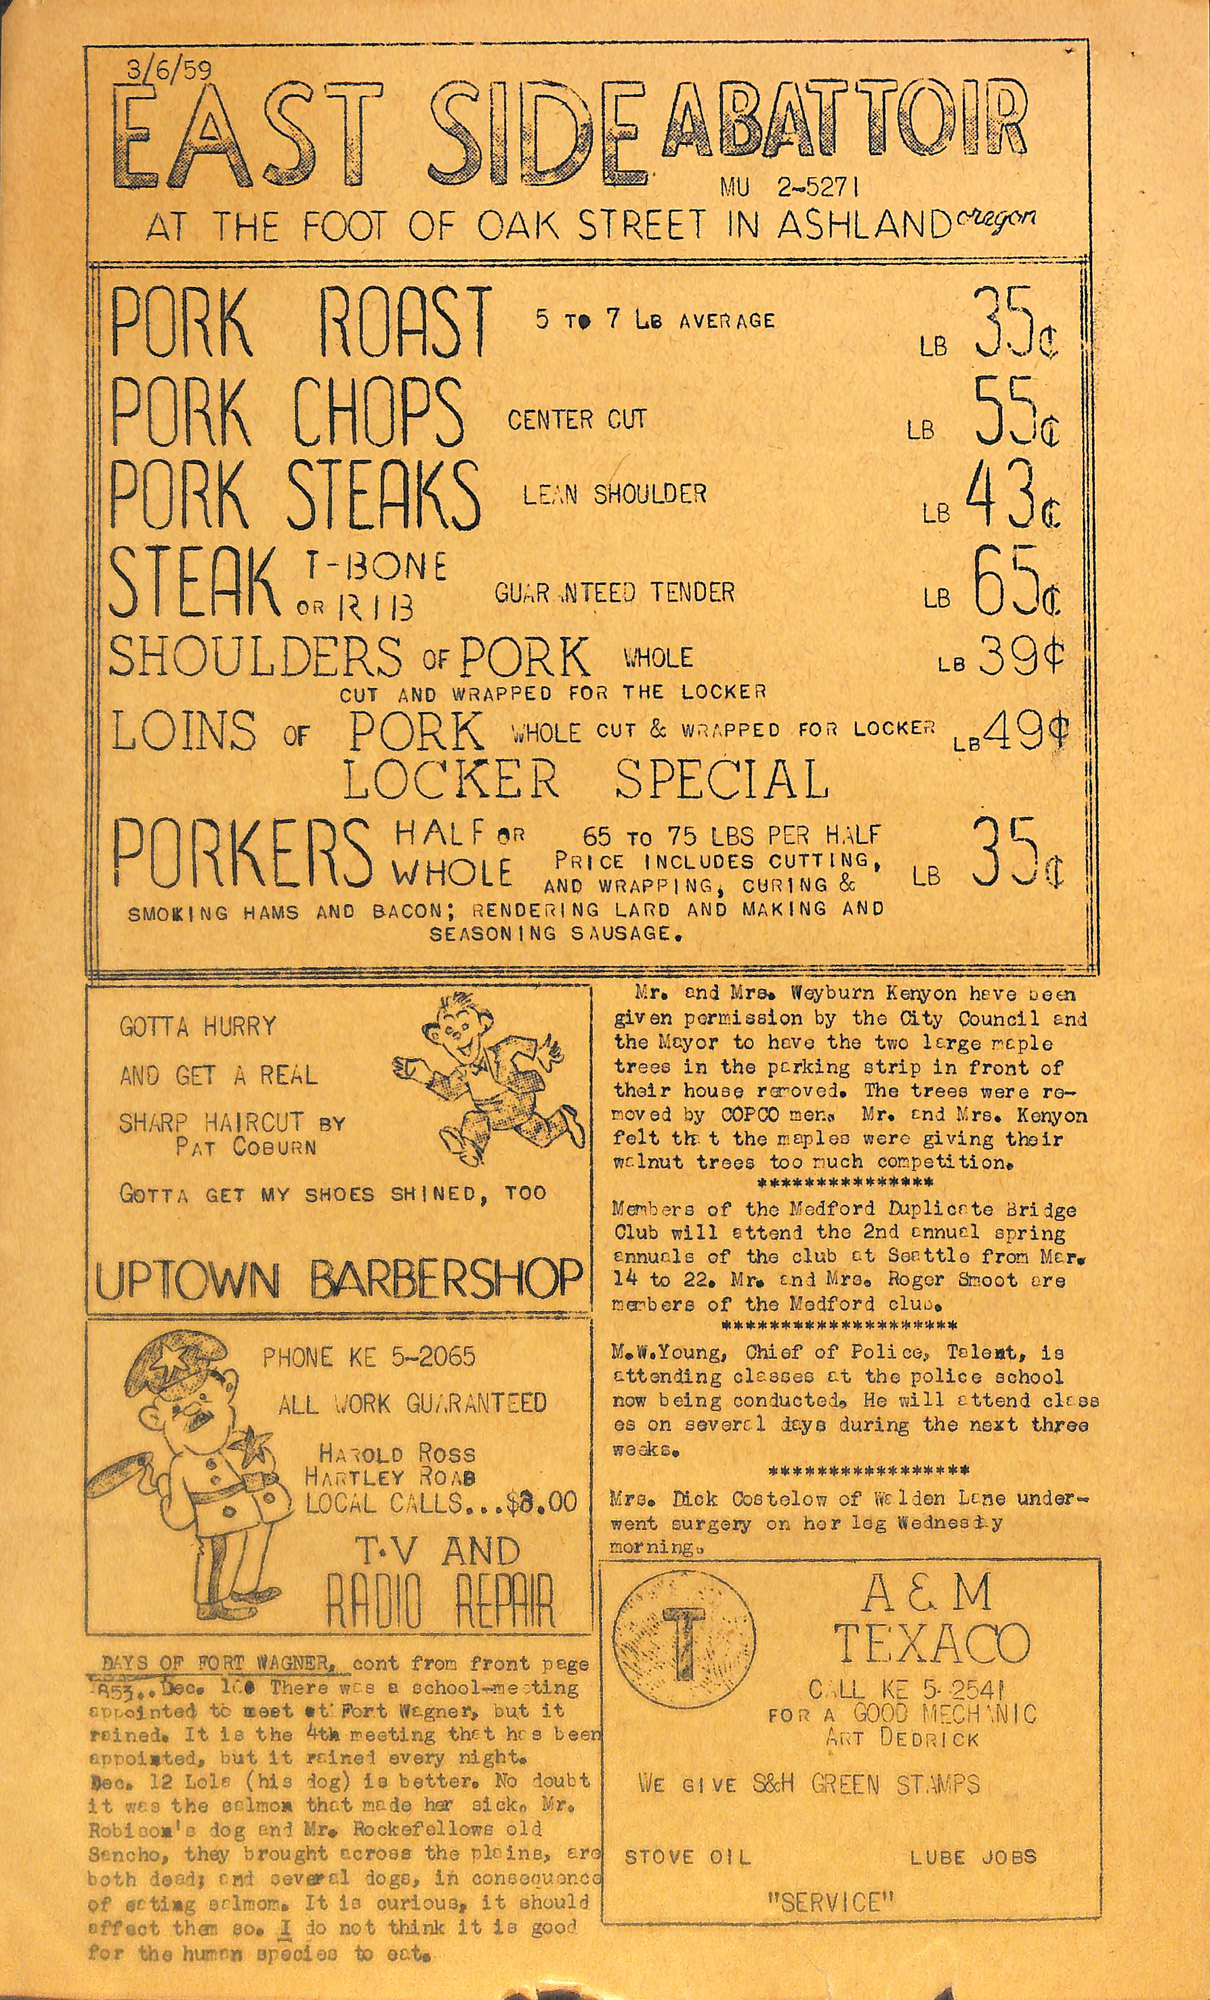 3/6/59
EAST SIDE ABATTOIR
MU 2-5271
AT THE FOOT OF OAK STREET IN ASHLAND oregon
PORK ROAST 5 TO 7 LB AVERAGE LB 35¢
PORK CHOPS CENTER CUT LB 55¢
PORK STEAKS LEAN SHOULDER LB 43¢
STEAK T-BONE OR RIB GUARANTEED TENDER LB 65¢
SHOULDERS OF PORK WHOLE LB 39¢
CUT AND WRAPPED FOR THE LOCKER
LOINS OF PORK WHOLE CUT & WRAPPED FOR LOCKER LB 49¢
LOCKER SPECIAL
PORKERS HALF OR WHOLE 65 TO 75 LBS PER HALF LB 35¢
PRICE INCLUDES CUTTING,
AND WRAPPING, CURING &
SMOKING HAMS AND BACON; RENDERING LARD AND MAKING AND
SEASONING SAUSAGE.
GOTTA HURRY
AND GET A REAL
SHARP HAIRCUT BY
PAT COBURN
GOTTA GET MY SHOES SHINED, TOO
UPTOWN BARBERSHOP
PHONE KE 5-2065
ALL WORK GUARANTEED
HAROLD ROSS
HARTLEY ROAD
LOCAL CALLS...$3.00
T.V AND
RADIO REPAIR
DAYS OF FORT WAGNER, cont from front page
1853.. Dec. There was a school-meeting
appointed to meet at Fort Wagner, but it
rained. It is the 4th meeting that has been
appointed, but it rained every night.
Dec. 12 Lola (his dog) is better. No doubt
it was the salmon that made her sick. Mr.
Robison's dog and Mr. Rockefellows old
Sancho, they brought across the plains, are
both dead; and several dogs, in consequence
of eating salmon. It is curious, it should
affect them so. I do not think it is good
for the human species to eat.
Mr. and Mrs. Weyburn Kenyon have been
given permission by the City Council and
the Mayor to have the two large maple
trees in the parking strip in front of
their house removed. The trees were re-
moved by COPCO men. Mr. and Mrs. Kenyon
felt that the maples were giving their
walnut trees too much competition.
***************
Members of the Medford Duplicate Bridge
Club will attend the 2nd annual spring
annuals of the club at Seattle from Mar.
14 to 22. Mr. and Mrs. Roger Smoot are
members of the Medford club.
********************
M.W.Young, Chief of Police, Talent, is
attending classes at the police school
now being conducted. He will attend class
es on several days during the next three
weeks.
*****************
Mrs. Dick Costelow of Walden Lane under-
went surgery on her leg Wednesday
morning.
T
A & M
TEXACO
CALL KE 5-2541
FOR A GOOD MECHANIC
ART DEDRICK
WE GIVE S&H GREEN STAMPS
STOVE OIL LUBE JOBS
"SERVICE"